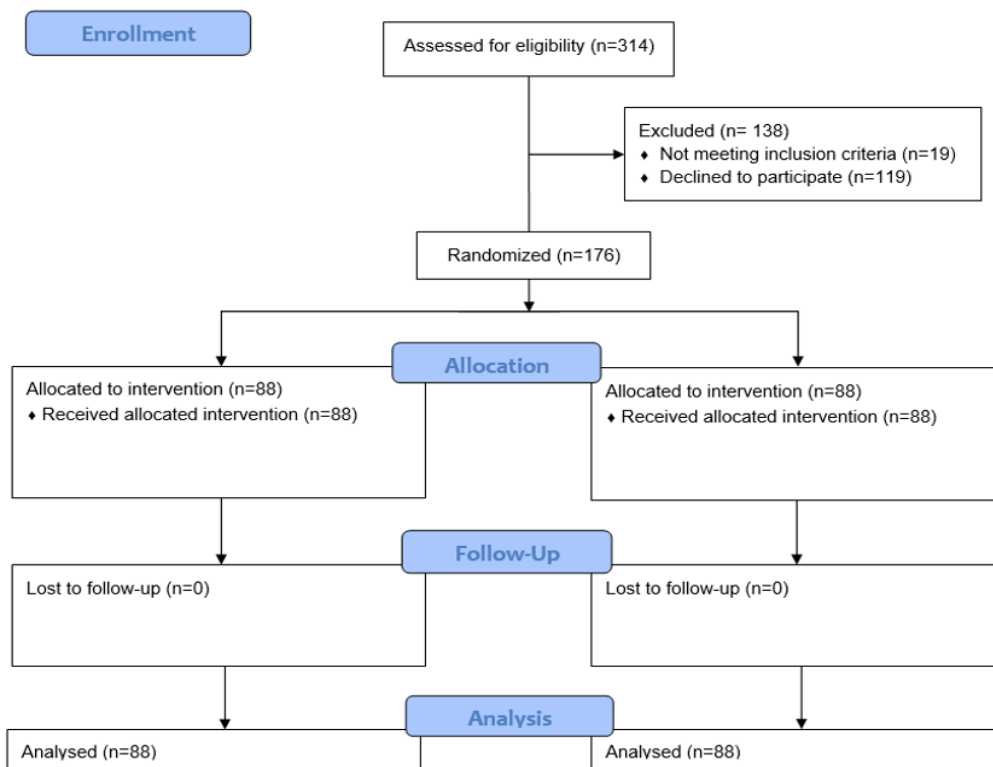 Enrollment
Assessed for eligibility (n=314)
Excluded (n= 138)
♦ Not meeting inclusion criteria (n=19)
♦ Declined to participate (n=119)
Randomized (n=176)
Allocation
Allocated to intervention (n=88)
♦ Received allocated intervention (n=88)
Allocated to intervention (n=88)
♦ Received allocated intervention (n=88)
Follow-Up
Lost to follow-up (n=0)
Lost to follow-up (n=0)
Analysis
Analysed (n=88)
Analysed (n=88)